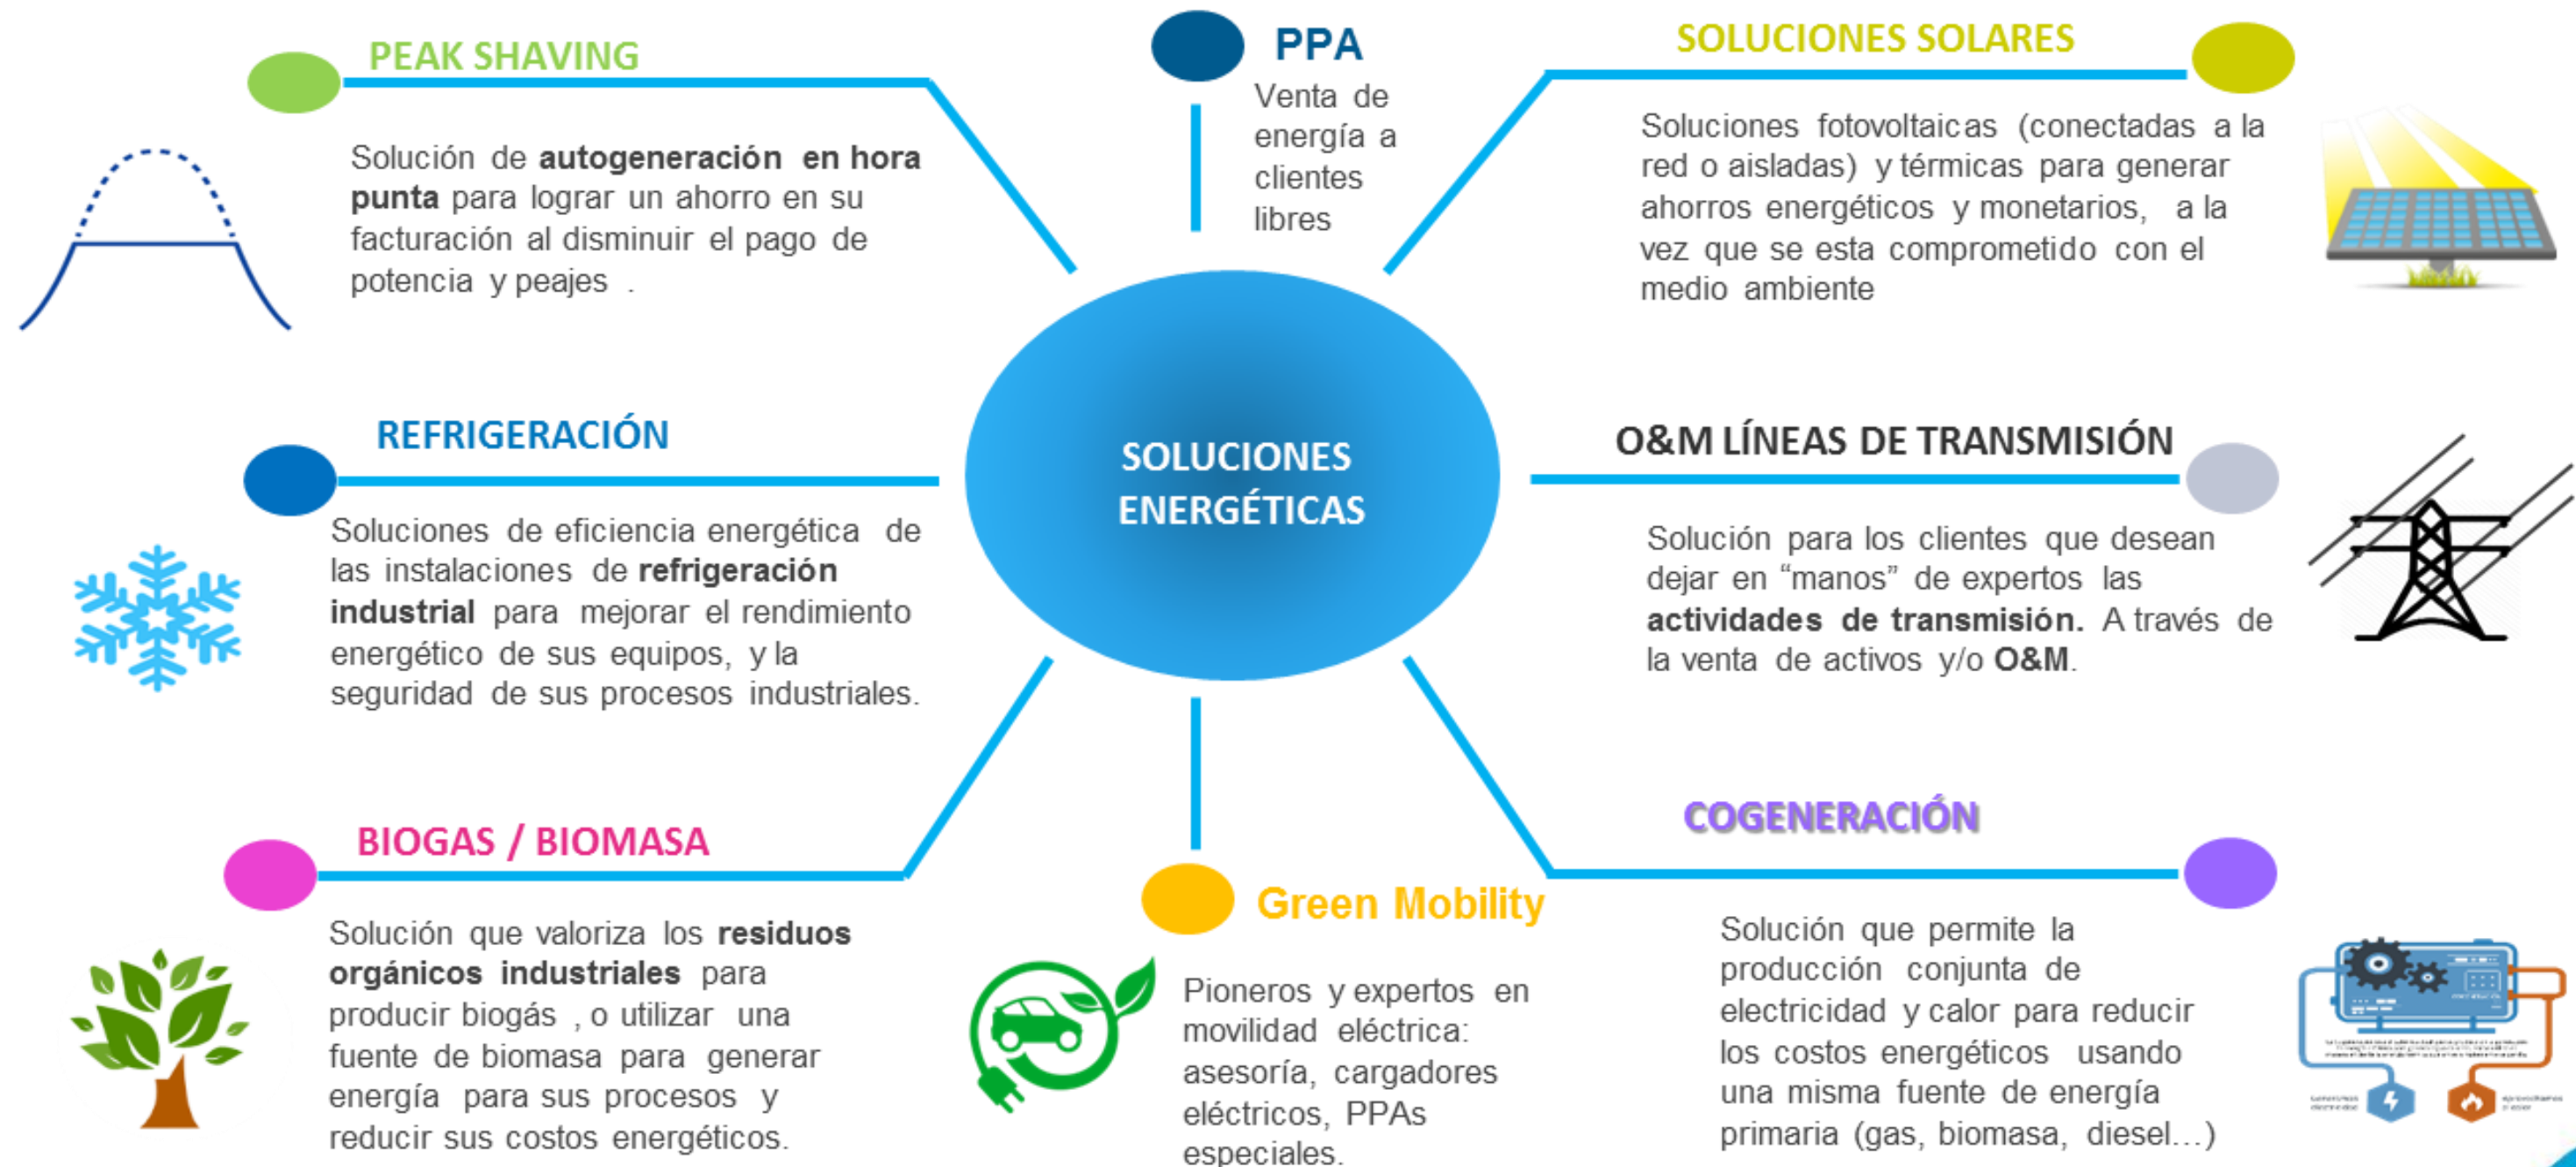 PEAK SHAVING
Solución de autogeneración en hora
punta para lograr un ahorro en su
facturación al disminuir el pago de
potencia y peajes .
PPA
Venta de
energía a
clientes
libres
SOLUCIONES SOLARES
Soluciones fotovoltaicas (conectadas a la
red o aisladas) y térmicas para generar
ahorros energéticos y monetarios, a la
vez que se esta comprometido con el
medio ambiente
REFRIGERACIÓN
Soluciones de eficiencia energética de
las instalaciones de refrigeración
industrial para mejorar el rendimiento
energético de sus equipos, y la
seguridad de sus procesos industriales.
SOLUCIONES
ENERGÉTICAS
O&M LÍNEAS DE TRANSMISIÓN
Solución para los clientes que desean
dejar en “manos” de expertos las
actividades de transmisión. A través de
la venta de activos y/o O&M.
BIOGAS / BIOMASA
Solución que valoriza los residuos
orgánicos industriales para
producir biogás , o utilizar una
fuente de biomasa para generar
energía para sus procesos y
reducir sus costos energéticos.
Green Mobility
Pioneros y expertos en
movilidad eléctrica:
asesoría, cargadores
eléctricos, PPAs
especiales.
COGENERACIÓN
Solución que permite la
producción conjunta de
electricidad y calor para reducir
los costos energéticos usando
una misma fuente de energía
primaria (gas, biomasa, diesel...)